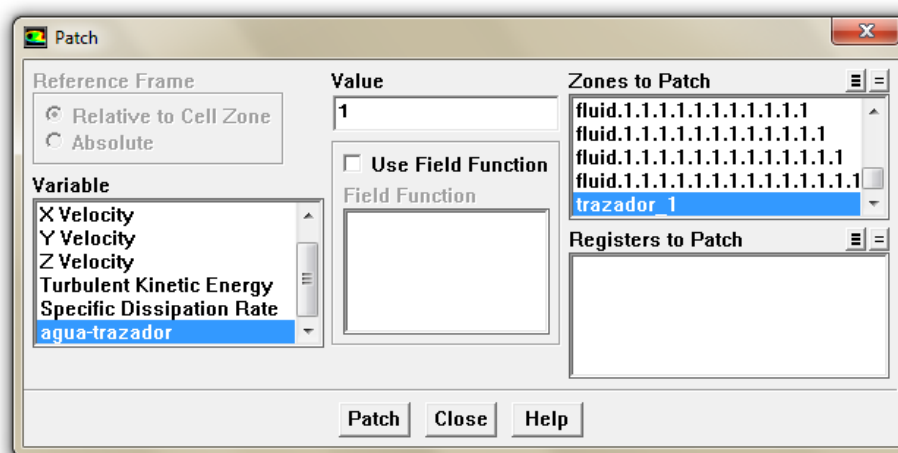 Patch
Reference Frame
Relative to Cell Zone
Absolute
Variable
X Velocity
Y Velocity
Z Velocity
Turbulent Kinetic Energy
Specific Dissipation Rate
agua-trazador
Value
1
Use Field Function
Field Function
Zones to Patch
fluid.1.1.1.1.1.1.1.1.1.1.1
fluid.1.1.1.1.1.1.1.1.1.1.1.1
fluid.1.1.1.1.1.1.1.1.1.1.1.1.1
fluid.1.1.1.1.1.1.1.1.1.1.1.1.1.1
trazador_1
Registers to Patch
Patch Close Help